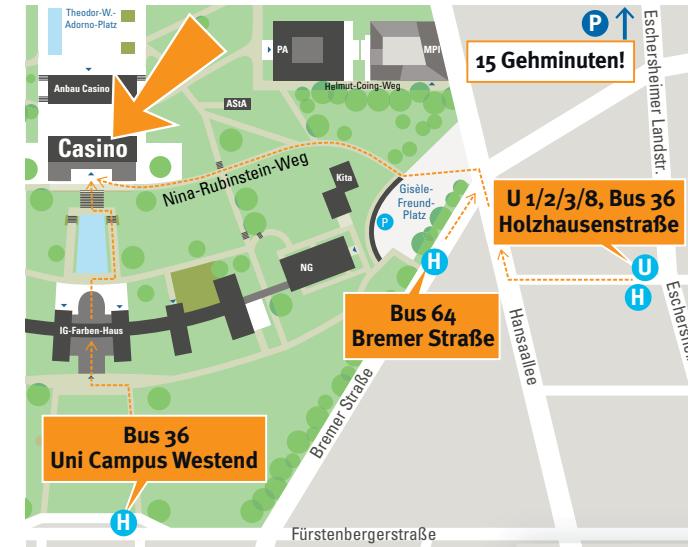 Theodor-W.-
Adorno-Platz
P
15 Gehminuten!
Eschersheimer Landstr.
PA
MPI
Helmut-Coing-Weg
Anbau Casino
AStA
Casino
Nina-Rubinstein-Weg
Kita
Gisèle-
Freund-
Platz
P
U 1/2/3/8, Bus 36
Holzhausenstraße
U
H
H
NG
Bus 64
Bremer Straße
IG-Farben-Haus
Hansaallee
Bremer Straße
Bus 36
Uni Campus Westend
H
Fürstenbergerstraße